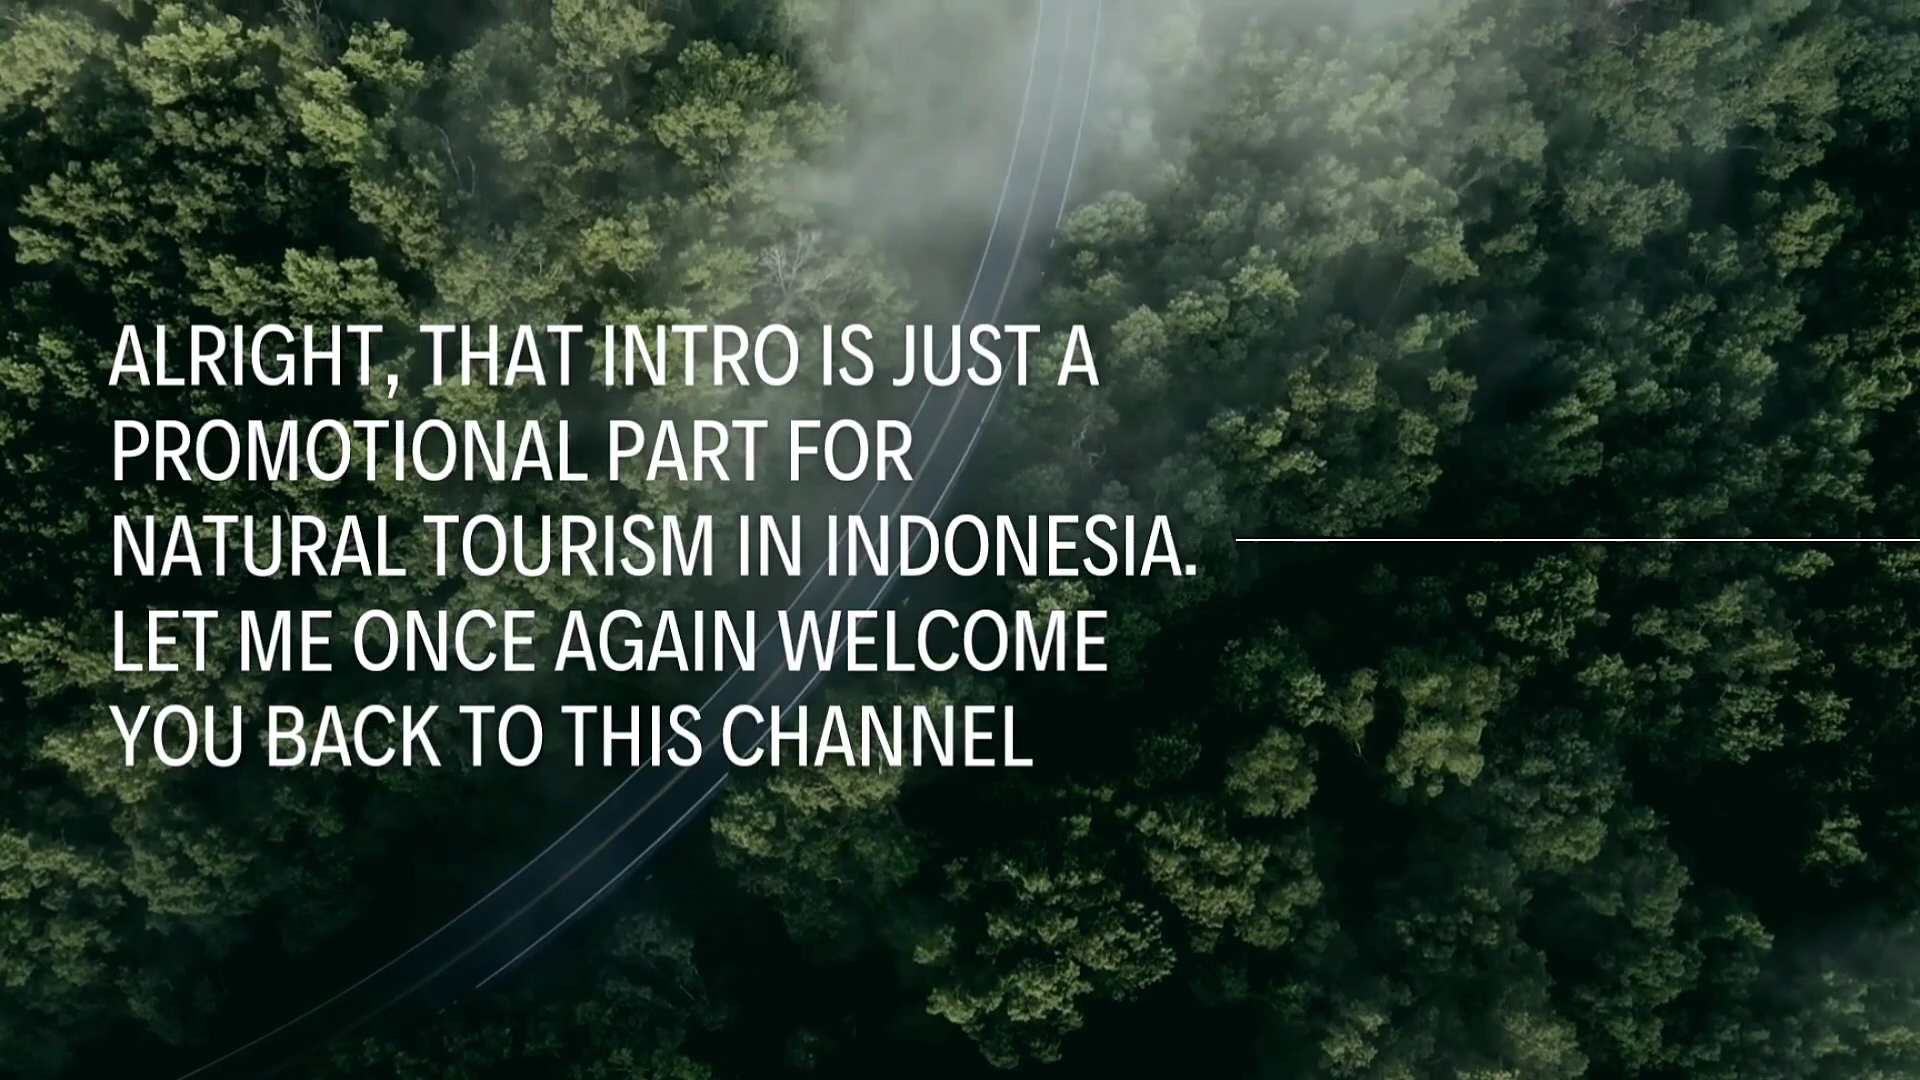 ALRIGHT, THAT INTRO IS JUST A
PROMOTIONAL PART FOR
NATURAL TOURISM IN INDONESIA.
LET ME ONCE AGAIN WELCOME
YOU BACK TO THIS CHANNEL